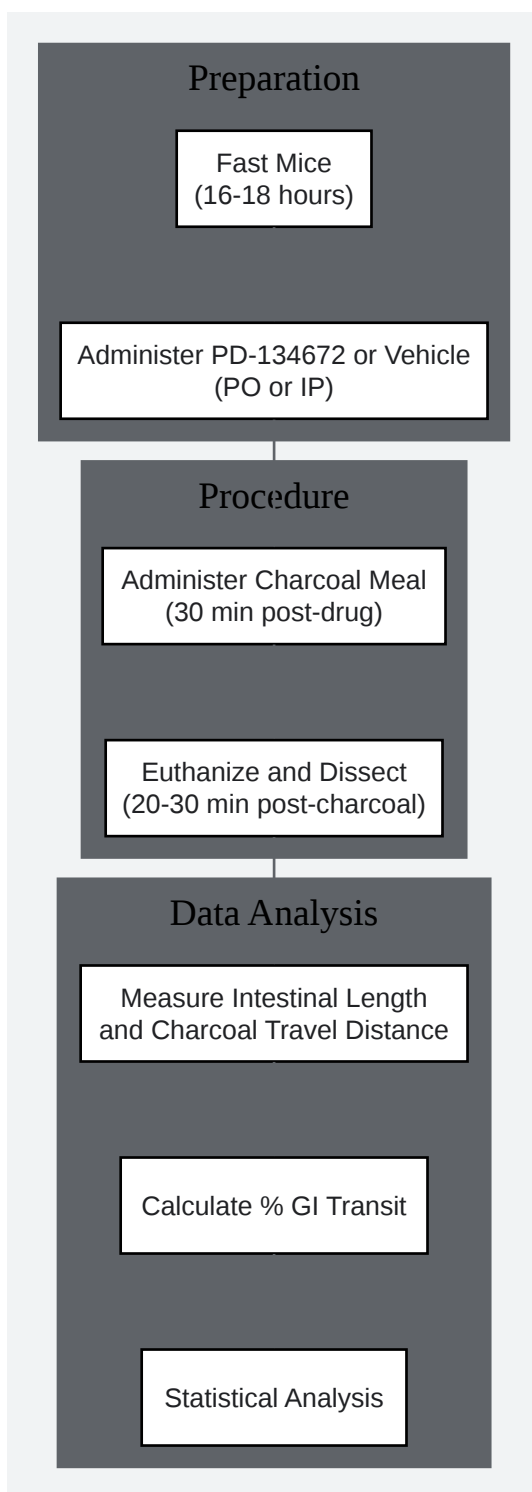 Preparation
Fast Mice
(16-18 hours)
Administer PD-134672 or Vehicle
(PO or IP)
Procedure
Administer Charcoal Meal
(30 min post-drug)
Euthanize and Dissect
(20-30 min post-charcoal)
Data Analysis
Measure Intestinal Length
and Charcoal Travel Distance
Calculate % GI Transit
Statistical Analysis